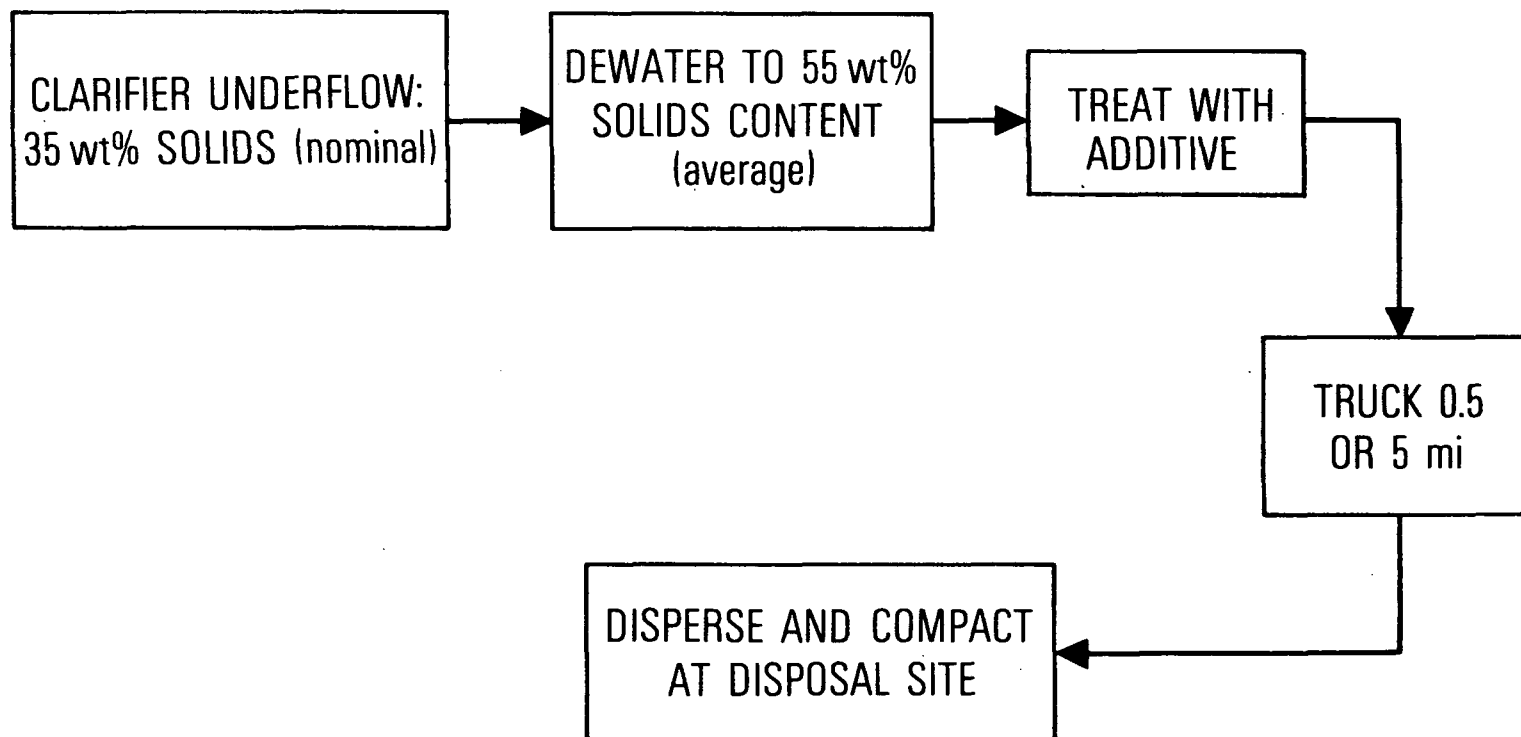 CLARIFIER UNDERFLOW:
35 wt% SOLIDS (nominal)
DEWATER TO 55 wt%
SOLIDS CONTENT
(average)
TREAT WITH
ADDITIVE
TRUCK 0.5
OR 5 mi
DISPERSE AND COMPACT
AT DISPOSAL SITE